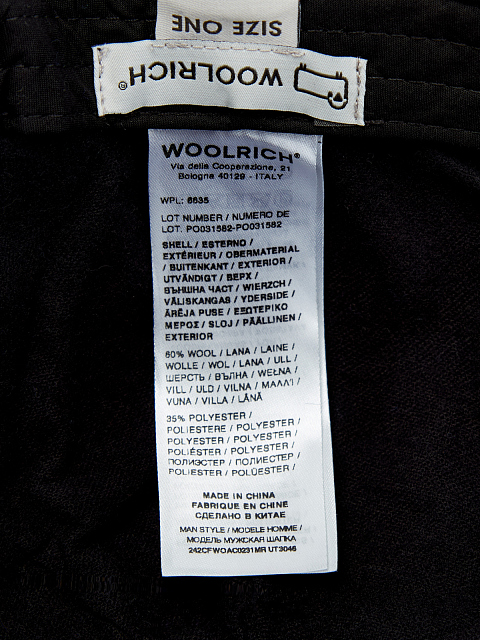 SIZE ONE
WOOLRICH®
WOOLRICH®
Via della Cooperazione, 21
Bologna 40129 - ITALY
WPL: 6635
LOT NUMBER / NUMERO DE
LOT. PO031582-PO031582
SHELL / ESTERNO /
EXTÉRIEUR / OBERMATERIAL
/ BUITENKANT / EXTERIOR /
UTVÄNDIGT / ВЕРХ /
ВЪНШНА ЧАСТ / WIERZCH /
VÄLISKANGAS / YDERSIDE /
ĀRĒJA PUSE / ΕΞΩΤΕΡΙΚΟ
ΜΕΡΟΣ / SLOJ / PÄÄLLINEN /
EXTERIOR
60% WOOL / LANA / LAINE /
WOLLE / WOL / LANA / ULL /
ШЕРСТЬ / ВЪЛНА / WEŁNA /
VILL / ULD / VILNA / ΜΑΛΛΊ /
VUNA / VILLA / LÂNĂ
35% POLYESTER /
POLIESTERE / POLYESTER /
POLYESTER / POLYESTER /
POLIÉSTER / POLYESTER /
ПОЛИЭСТЕР / ПОЛИЕСТЕР /
POLIESTER / POLÜESTER /
MADE IN CHINA
FABRIQUE EN CHINE
СДЕЛАНО В КИТАЕ
MAN STYLE / MODELE HOMME /
МОДЕЛЬ МУЖСКАЯ ШАПКА
242CFWOAC0231MR UT3046